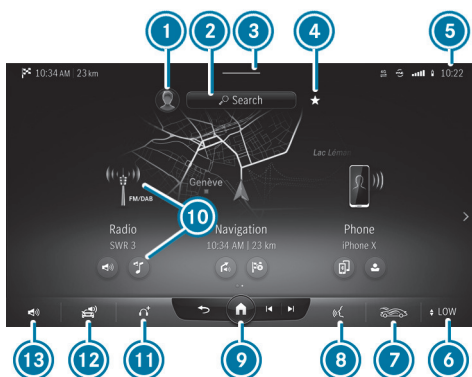 1 2 3 4 5
10:34 AM | 23 km
10:22
Search
Lac Léma
Genève
FM/DAB
10
Radio Navigation Phone
SWR 3 10:34 AM | 23 km iPhone X
LOW
13 12 11 9 8 7 6